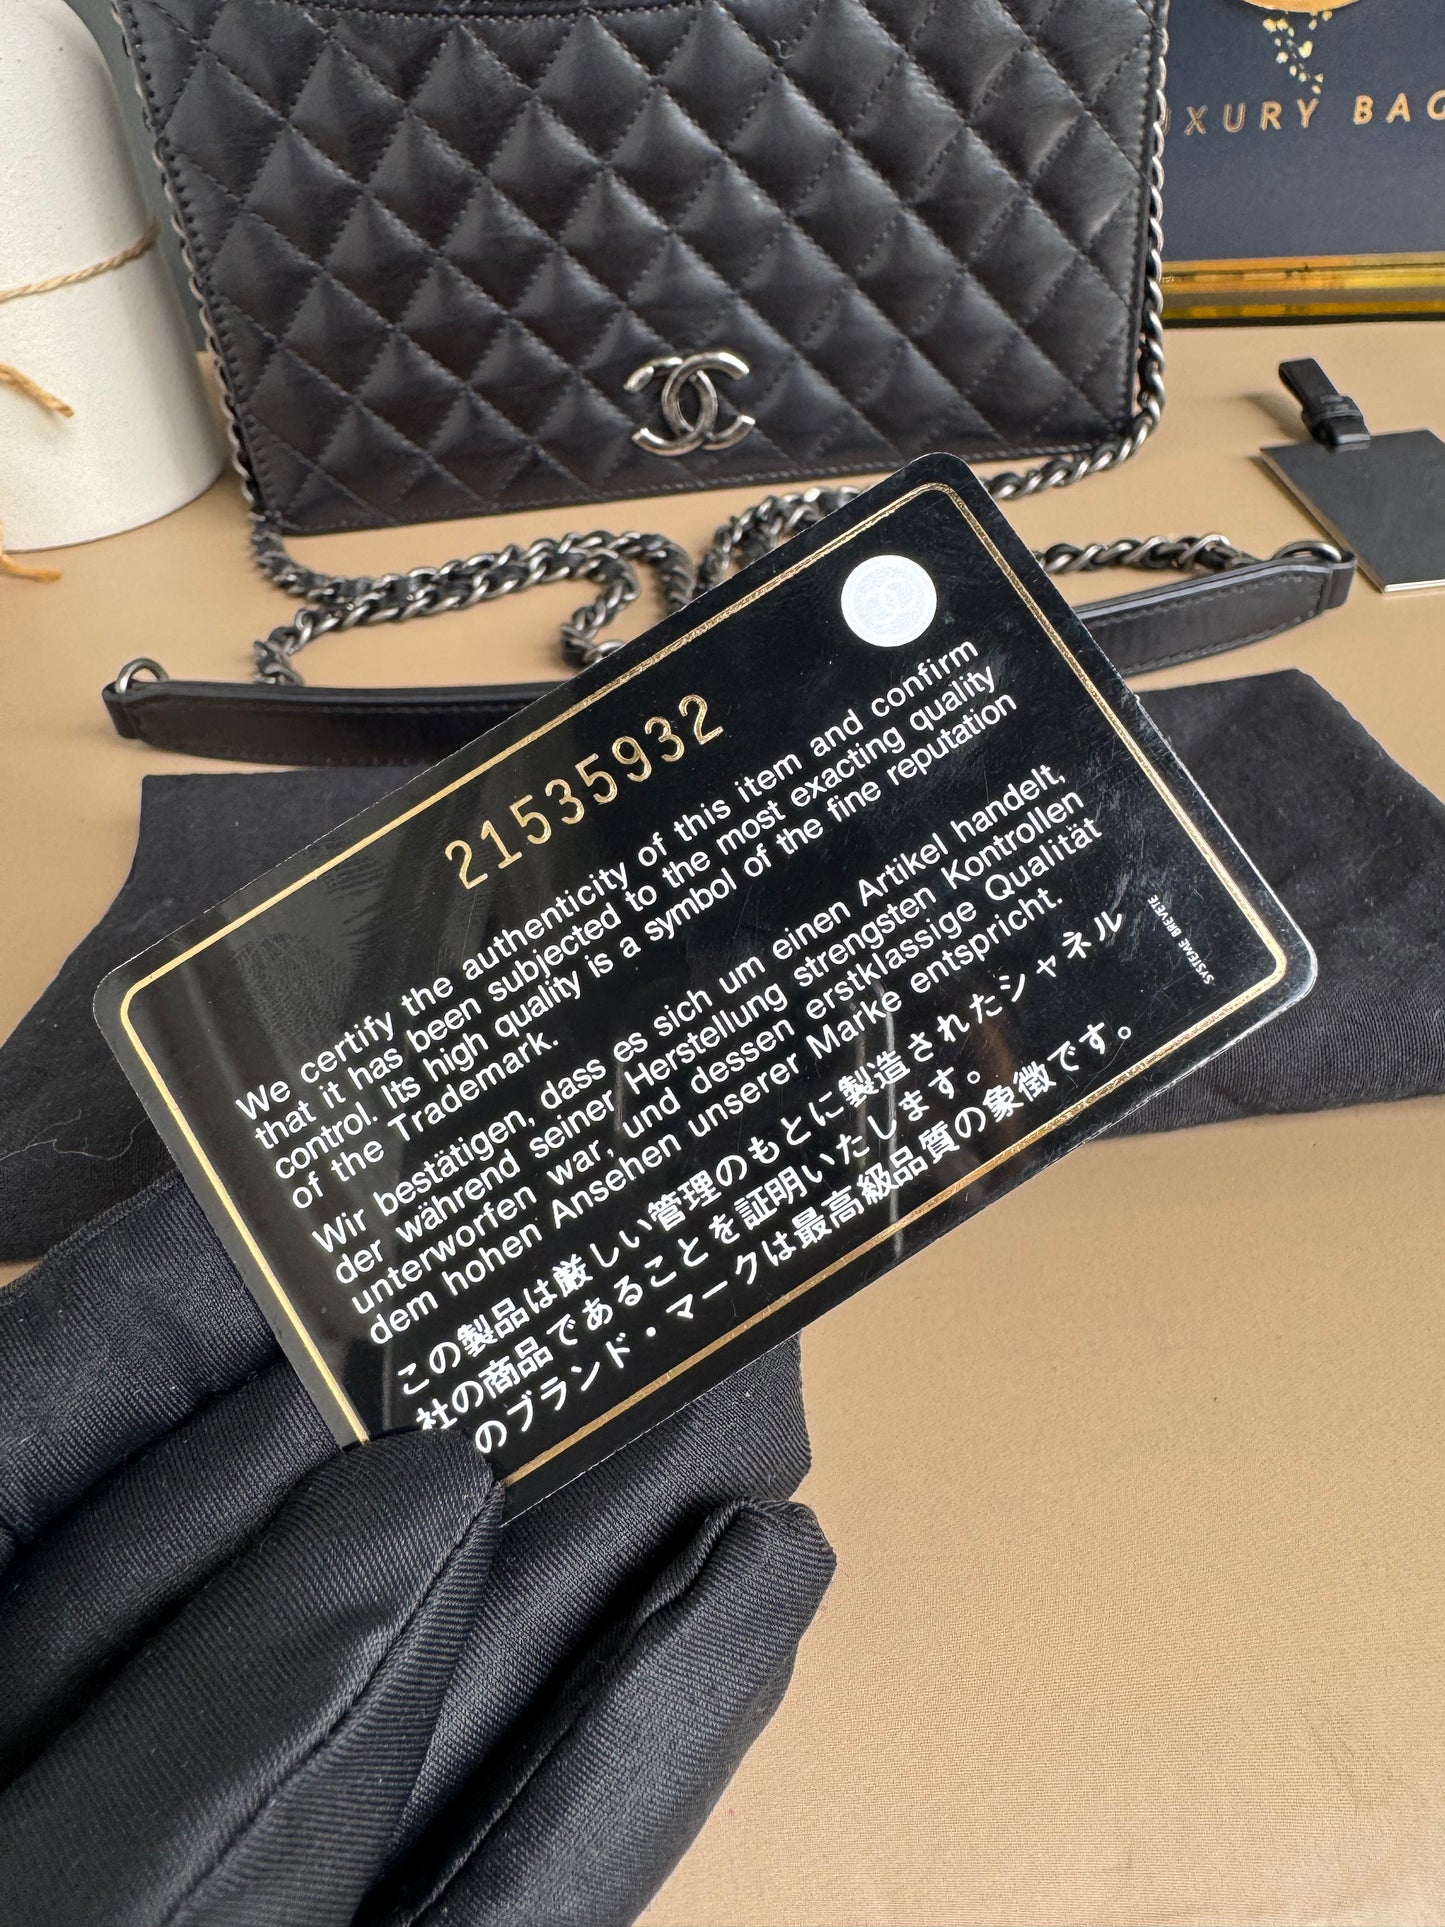 LUXURY BAG
21535932
We certify the authenticity of this item and confirm
that it has been subjected to the most exacting quality
control. Its high quality is a symbol of the fine reputation
of the Trademark.
Wir bestätigen, dass es sich um einen Artikel handelt,
der während seiner Herstellung strengsten Kontrollen
unterworfen war, und dessen erstklassige Qualität
dem hohen Ansehen unserer Marke entspricht.
この製品は厳しい管理のもとに製造されたシャネル
社の商品であることを証明いたします。
のブランド・マークは最高級品質の象徴です。
SYSTEME BREVETE